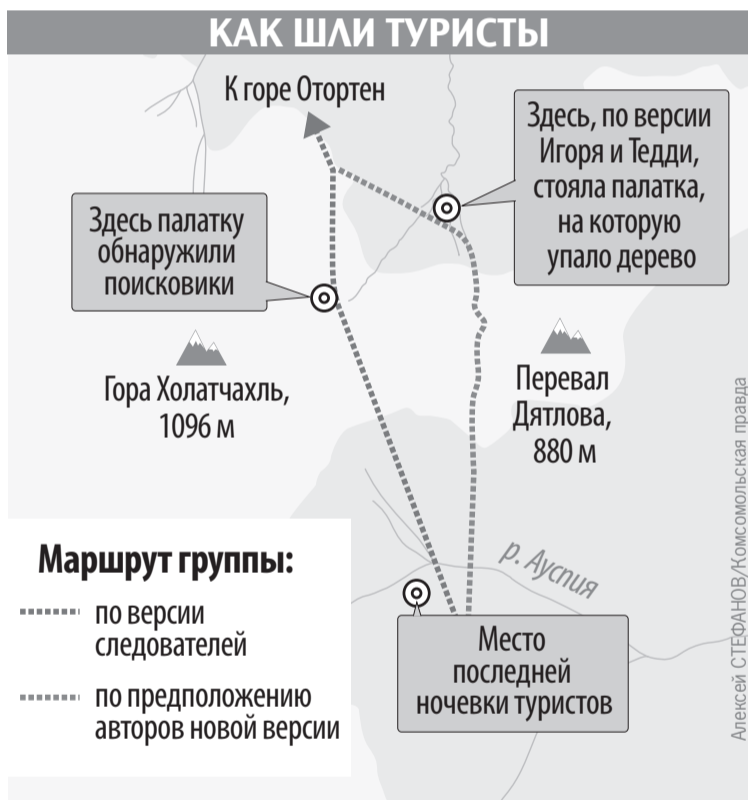 КАК ШЛИ ТУРИСТЫ
К горе Отортен
Здесь, по версии
Игоря и Тедди,
стояла палатка,
на которую
упало дерево
Здесь палатку
обнаружили
поисковики
Гора Холатчахль,
1096 м
Перевал
Дятлова,
880 м
р. Ауспия
Место
последней
ночевки туристов
Маршрут группы:
по версии
следователей
по предположению
авторов новой версии
Алексей СТЕФАНОВ/Комсомольская правда